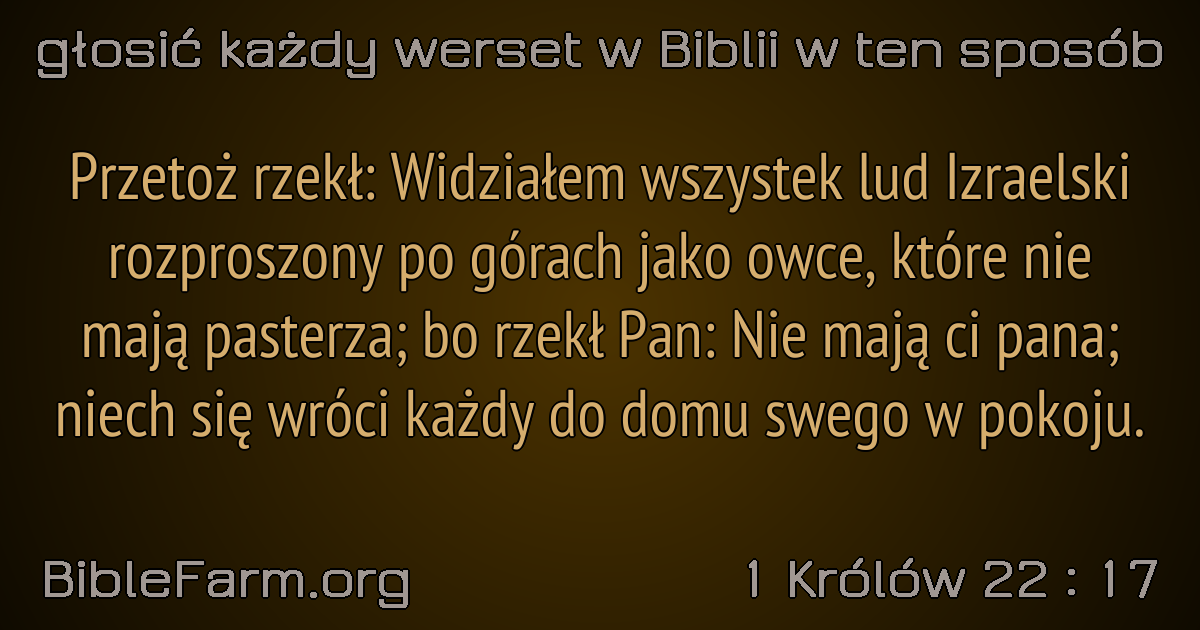 głosić każdy werset w Biblii w ten sposób
Przetoż rzekł: Widziałem wszystek lud Izraelski
rozproszony po górach jako owce, które nie
mają pasterza; bo rzekł Pan: Nie mają ci pana;
niech się wróci każdy do domu swego w pokoju.
BibleFarm.org
1 Królów 22 : 17